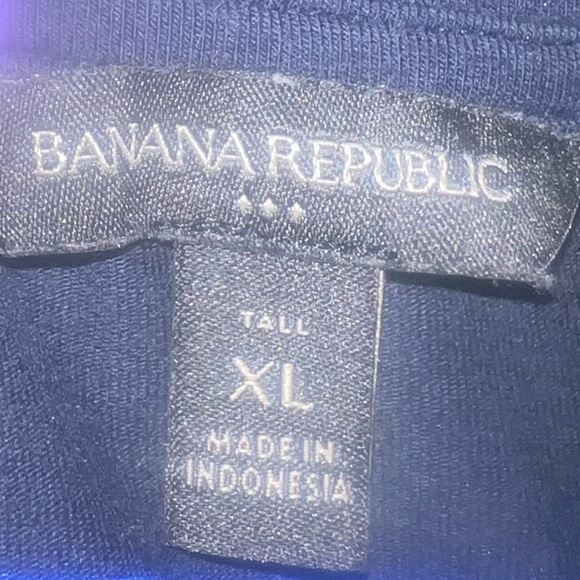 BANANA REPUBLIC
TALL
XL
MADE IN
INDONESIA